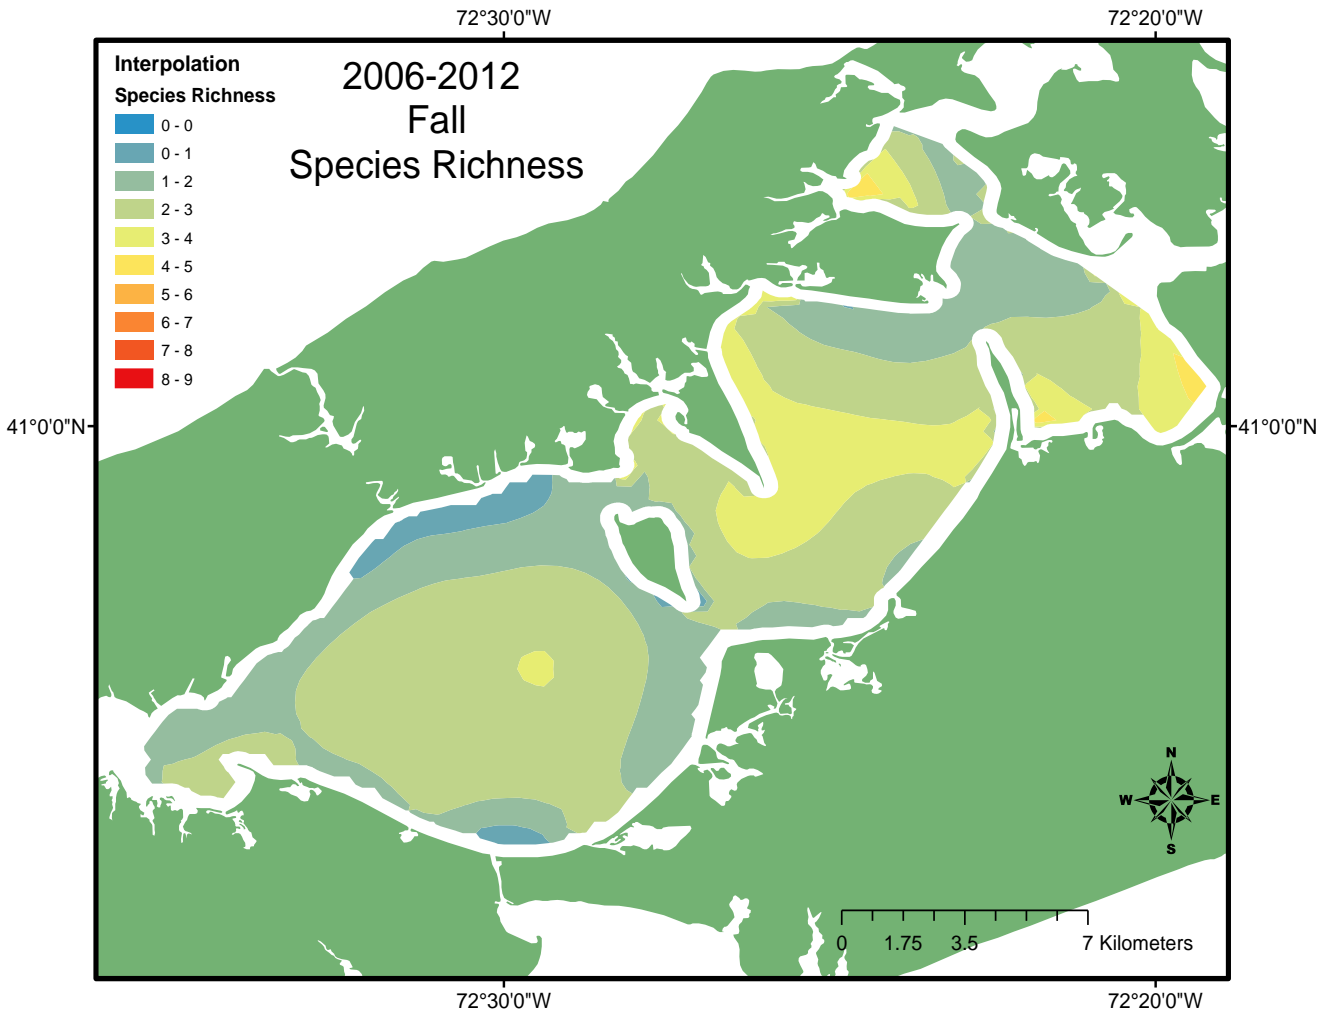 72°30'0"W
72°20'0"W
Interpolation
Species Richness
0 - 0
0 - 1
1 - 2
2 - 3
3 - 4
4 - 5
5 - 6
6 - 7
7 - 8
8 - 9
2006-2012
Fall
Species Richness
41°0'0"N
41°0'0"N
N
W
E
S
0
1.75
3.5
7 Kilometers
72°30'0"W
72°20'0"W